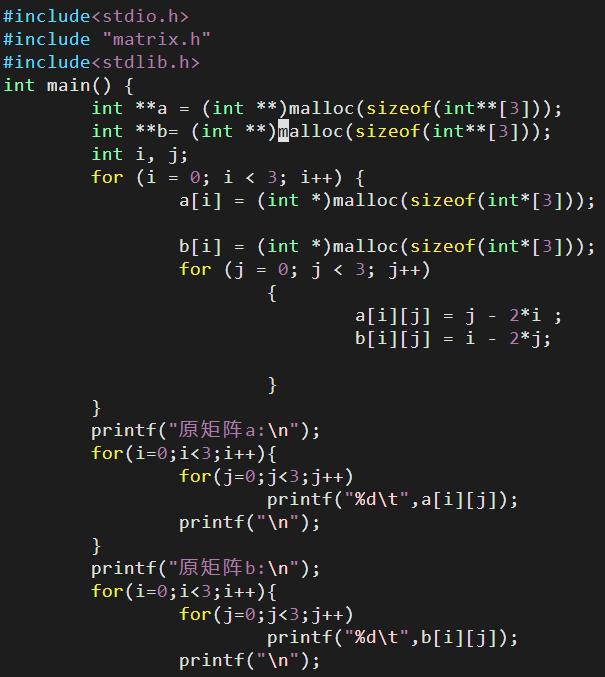 #include<stdio.h>
#include "matrix.h"
#include<stdlib.h>
int main() {
        int **a = (int **)malloc(sizeof(int**[3]));
        int **b= (int **)malloc(sizeof(int**[3]));
        int i, j;
        for (i = 0; i < 3; i++) {
                a[i] = (int *)malloc(sizeof(int*[3]));

                b[i] = (int *)malloc(sizeof(int*[3]));
                for (j = 0; j < 3; j++)
                        {
                                a[i][j] = j - 2*i ;
                                b[i][j] = i - 2*j;

                        }
        }
        printf("原矩阵a:\n");
        for(i=0;i<3;i++){
                for(j=0;j<3;j++)
                        printf("%d\t",a[i][j]);
                printf("\n");
        }
        printf("原矩阵b:\n");
        for(i=0;i<3;i++){
                for(j=0;j<3;j++)
                        printf("%d\t",b[i][j]);
                printf("\n");